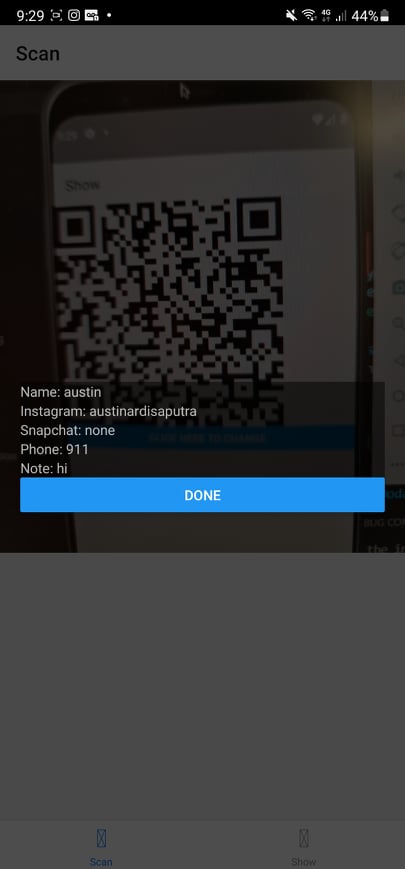 9:29
4G
44%
Scan
9:29
Show
Name: austin
Instagram: austinardisaputra
Snapchat: none
Phone: 911
Note: hi
CLICK HERE TO CHANGE
DONE
BUG CO
the i
Scan
Show